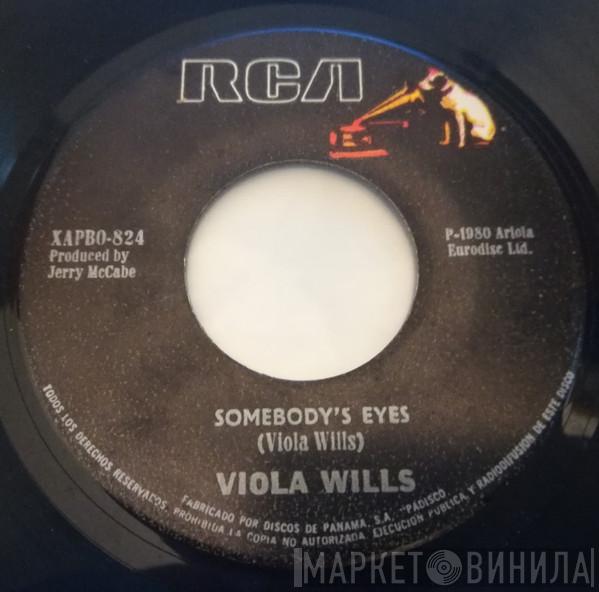 RCA
XAPBO-824
Produced by
Jerry McCabe
P-1980 Ariola
Eurodisc Ltd.
SOMEBODY'S EYES
(Viola Wills)
VIOLA WILLS
TODOS LOS DERECHOS RESERVADOS, PROHIBIDA LA COPIA NO AUTORIZADA, EJECUCION PUBLICA Y RADIODIFUSION DE ESTE DISCO
FABRICADO POR DISCOS DE PANAMA, S.A. "PADISCO
МАРКЕТ ВИНИЛА